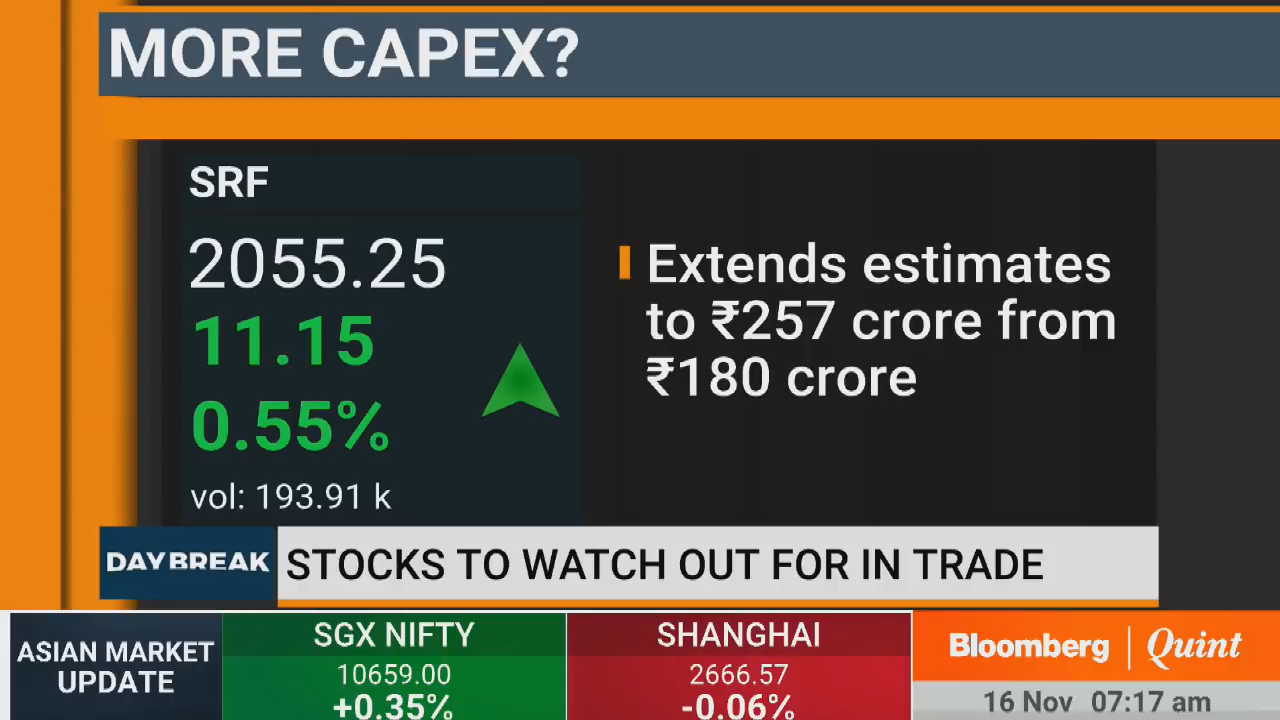 MORE CAPEX?
SRF
2055.25
11.15
0.55%
vol: 193.91 k
Extends estimates
to ₹257 crore from
₹180 crore
DAYBREAK
STOCKS TO WATCH OUT FOR IN TRADE
ASIAN MARKET
UPDATE
SGX NIFTY
10659.00
+0.35%
SHANGHAI
2666.57
-0.06%
Bloomberg | Quint
16 Nov 07:17 am